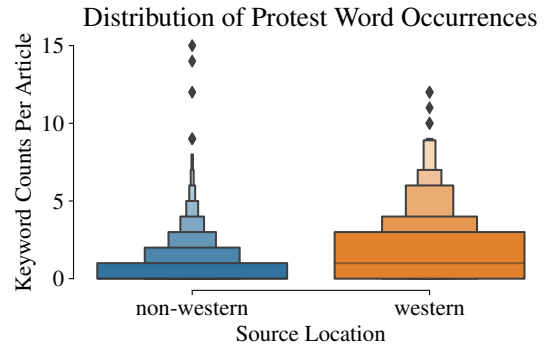 Distribution of Protest Word Occurrences
Keyword Counts Per Article
15
10
5
0
non-western
western
Source Location